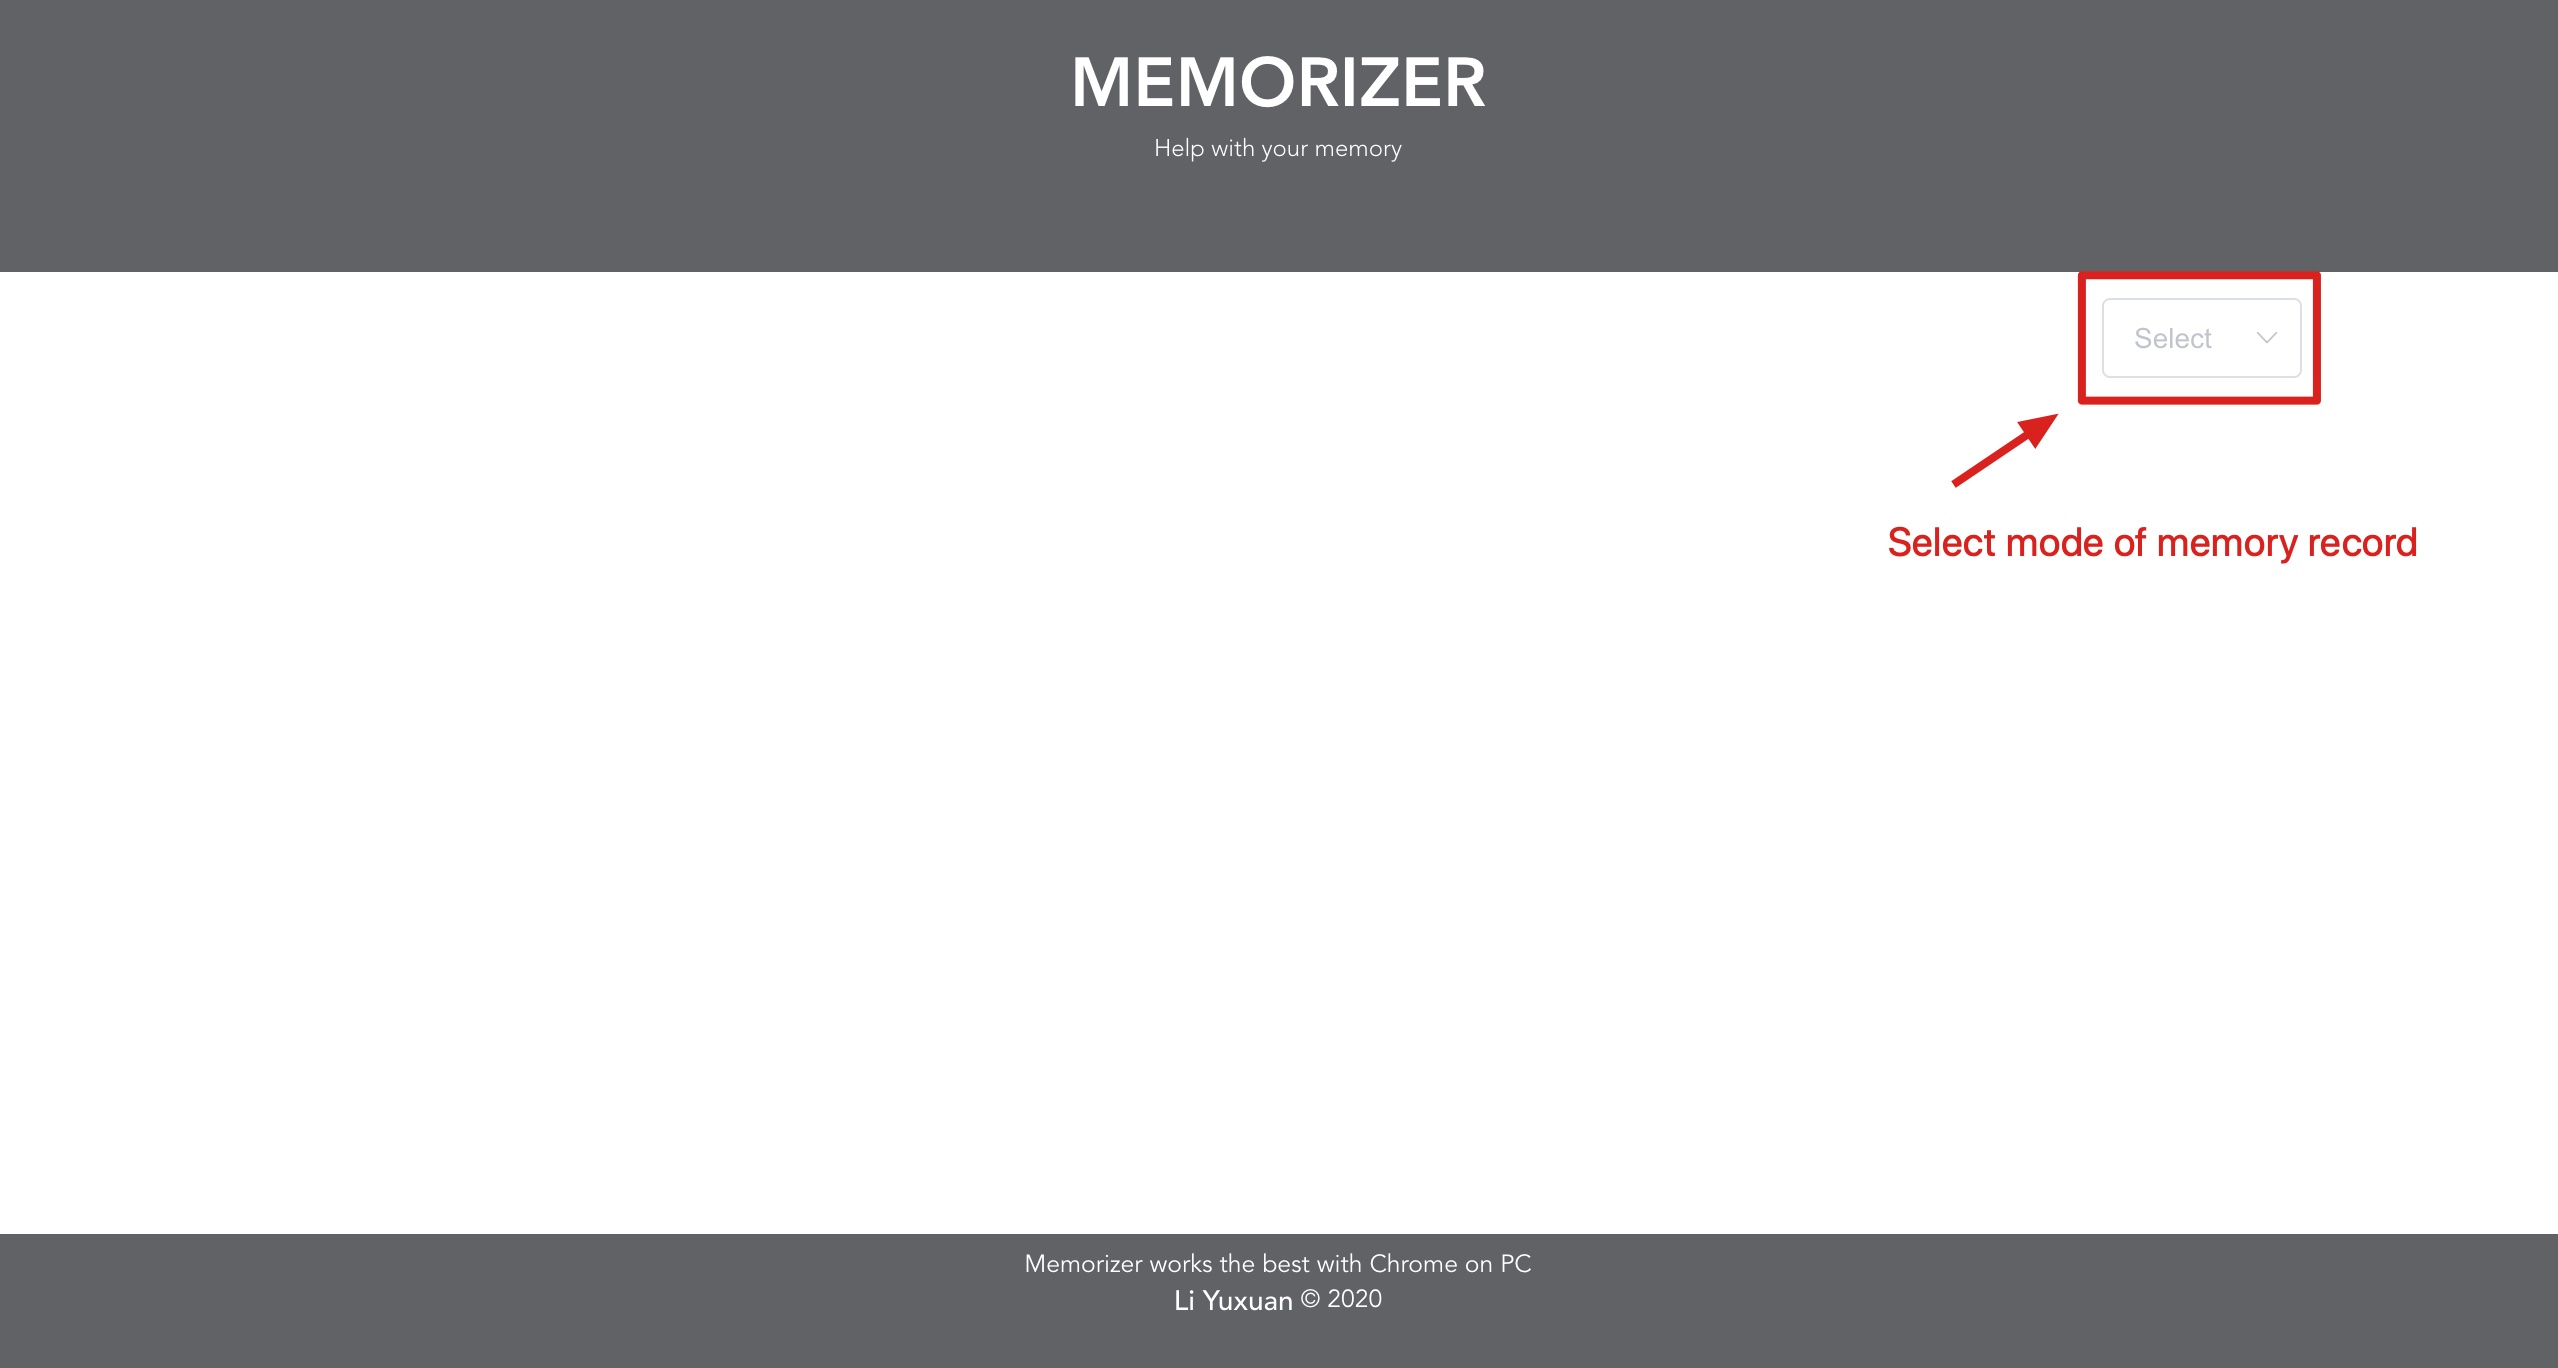 MEMORIZER
Help with your memory
Select
Select mode of memory record
Memorizer works the best with Chrome on PC
Li Yuxuan © 2020